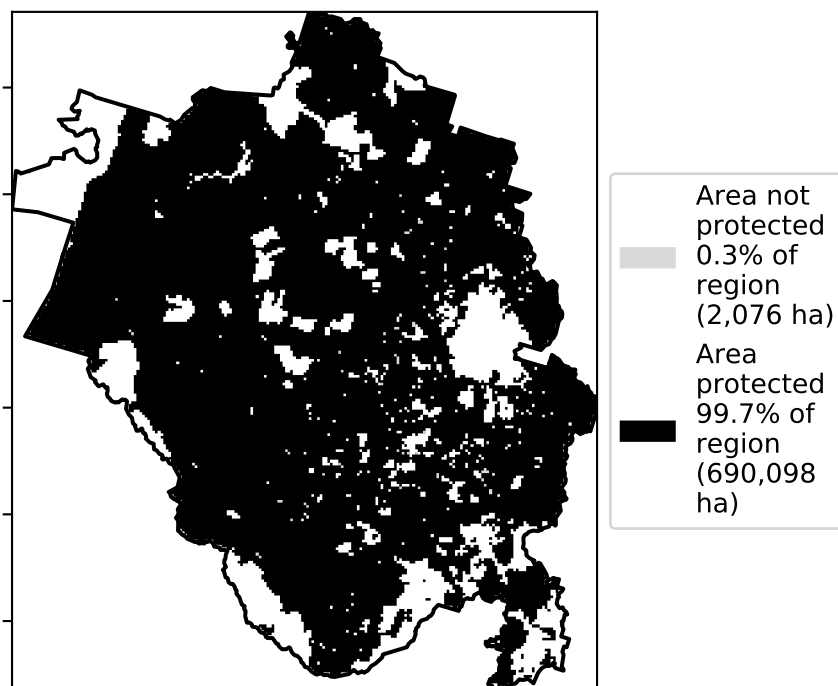 Area not
protected
0.3% of
region
(2,076 ha)
Area
protected
99.7% of
region
(690,098
ha)